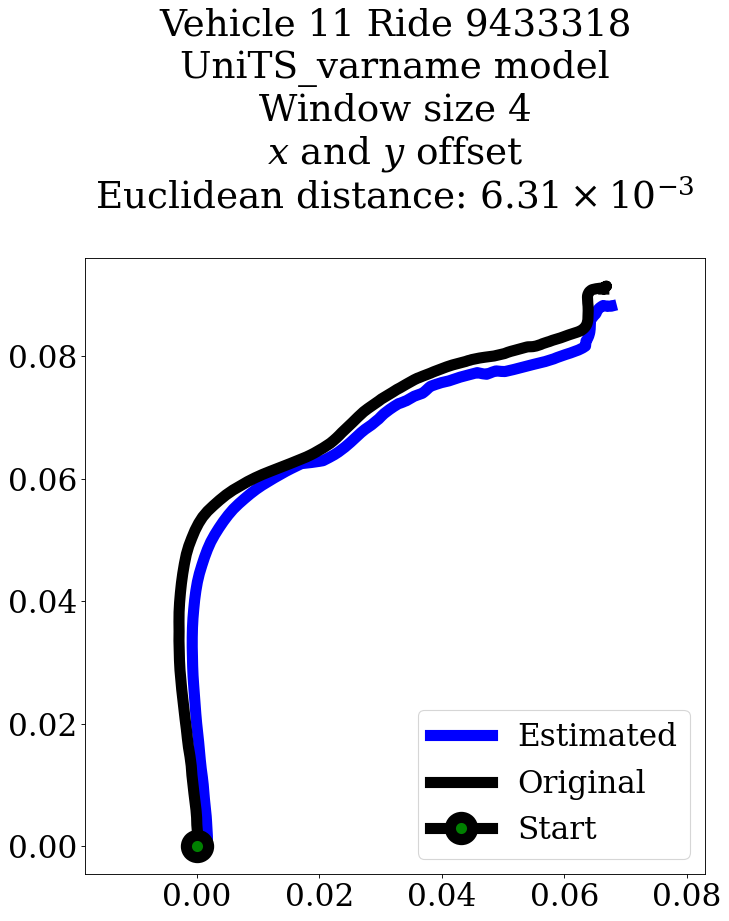 Vehicle 11 Ride 9433318
UniTS_varname model
Window size 4
x and y offset
Euclidean distance: 6.31 × 10⁻³
0.08
0.06
0.04
0.02
0.00
Estimated
Original
Start
0.00 0.02 0.04 0.06 0.08